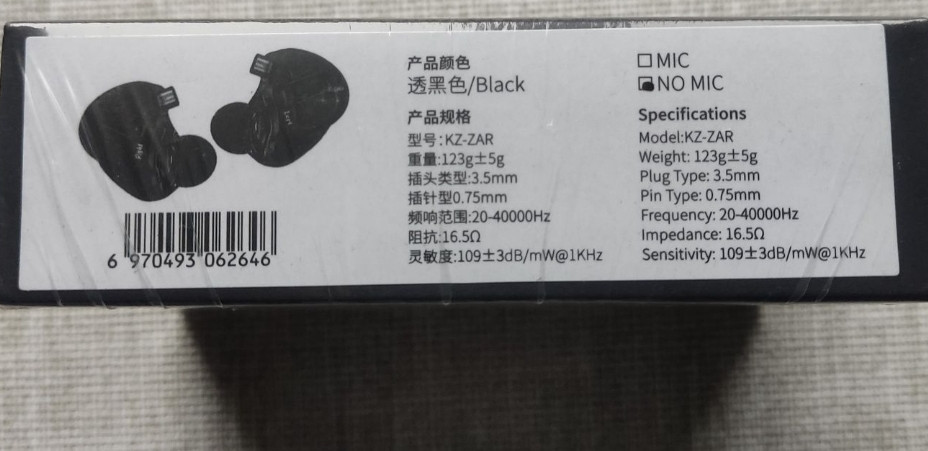 产品颜色
透黑色/Black
产品规格
型号:KZ-ZAR
重量:123g±5g
插头类型:3.5mm
插针型0.75mm
频响范围:20-40000Hz
阻抗:16.5Ω
灵敏度:109±3dB/mW@1KHz
MIC
NO MIC
Specifications
Model:KZ-ZAR
Weight: 123g±5g
Plug Type: 3.5mm
Pin Type: 0.75mm
Frequency: 20-40000Hz
Impedance: 16.5Ω
Sensitivity: 109±3dB/mW@1KHz
6 970493 062646